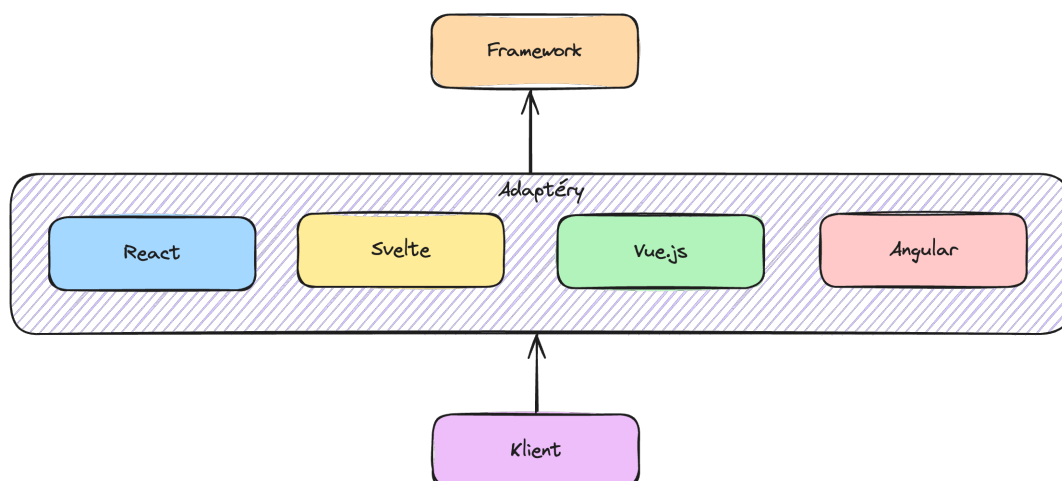 Framework
Adaptéry
React
Svelte
Vue.js
Angular
Klient